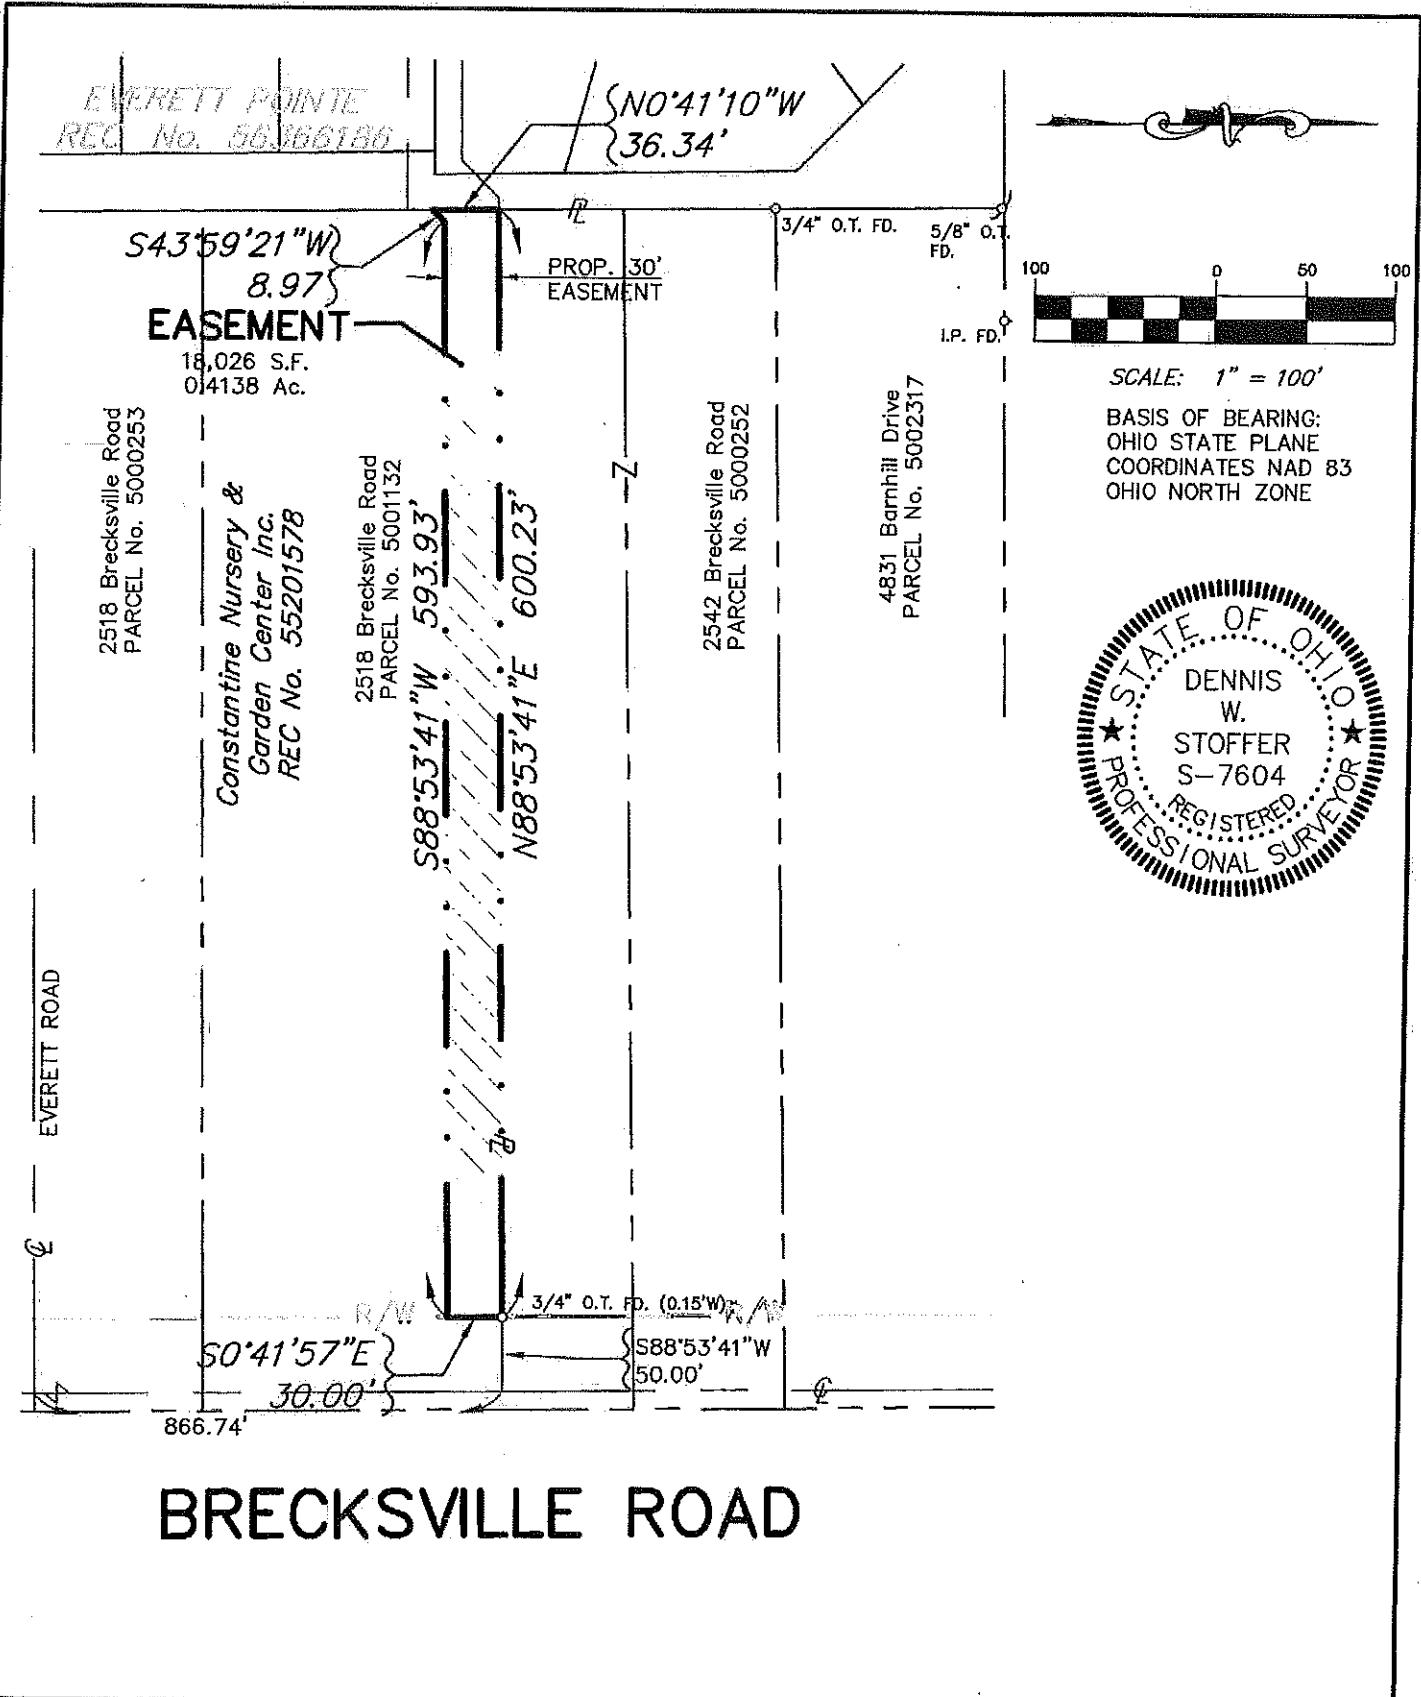 EVERETT POINTE
REC No. 56366186
N0°41'10"W
36.34'
PL
3/4" O.T. FD.
5/8" O.T.
FD.
S43°59'21"W
8.97'
PROP. 30'
EASEMENT
100 0 50 100
I.P. FD.
EASEMENT
18,026 S.F.
0.4138 Ac.
SCALE: 1" = 100'
BASIS OF BEARING:
OHIO STATE PLANE
COORDINATES NAD 83
OHIO NORTH ZONE
2518 Brecksville Road
PARCEL No. 5000253
Constantine Nursery &
Garden Center Inc.
REC No. 55201578
2518 Brecksville Road
PARCEL No. 5001132
S88°53'41"W 593.93'
N88°53'41"E 600.23'
Z
2542 Brecksville Road
PARCEL No. 5000252
4831 Barnhill Drive
PARCEL No. 5002317
STATE OF OHIO
DENNIS
W.
STOFFER
S-7604
REGISTERED
PROFESSIONAL SURVEYOR
EVERETT ROAD
CL
PL
R/W
3/4" O.T. FD. (0.15'W)
R/W
S0°41'57"E
30.00'
S88°53'41"W
50.00'
CL
866.74'
BRECKSVILLE ROAD